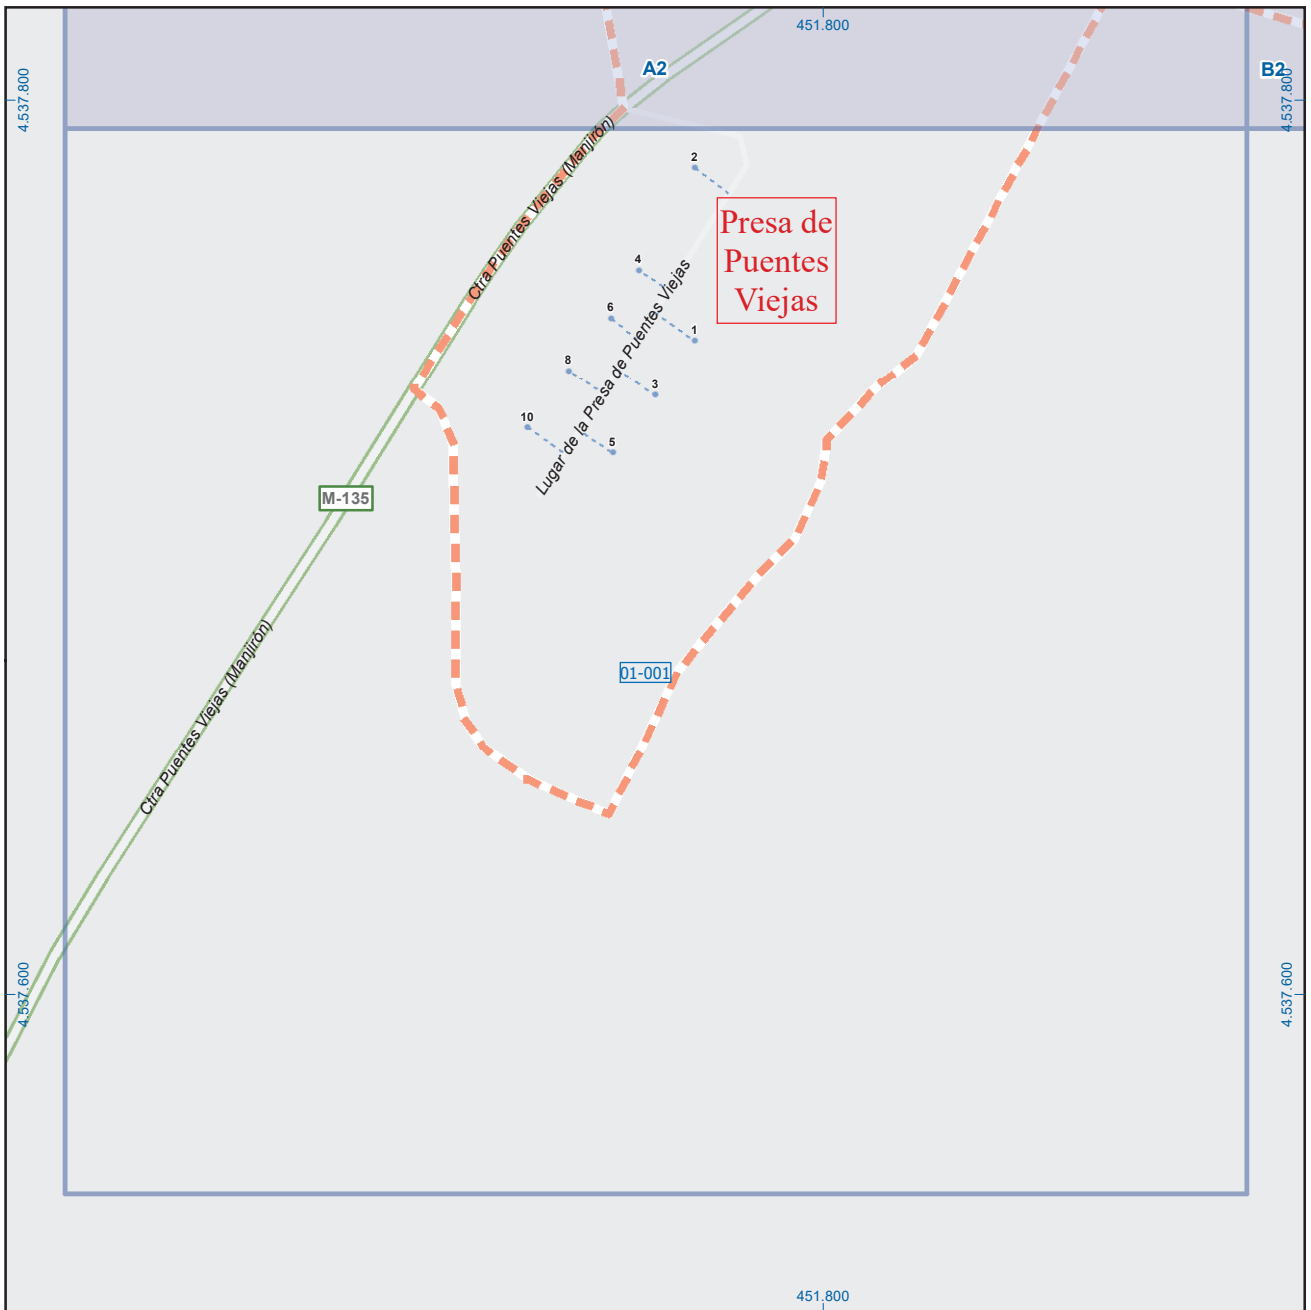 451.800
A2
B2
4.537.800
4.537.800
Ctra Puentes Viejas (Manjirón)
2
Presa de
Puentes
Viejas
4
6
1
Lugar de la Presa de Puentes Viejas
8
3
10
5
M-135
Ctra Puentes Viejas (Manjirón)
01-001
4.537.600
4.537.600
451.800